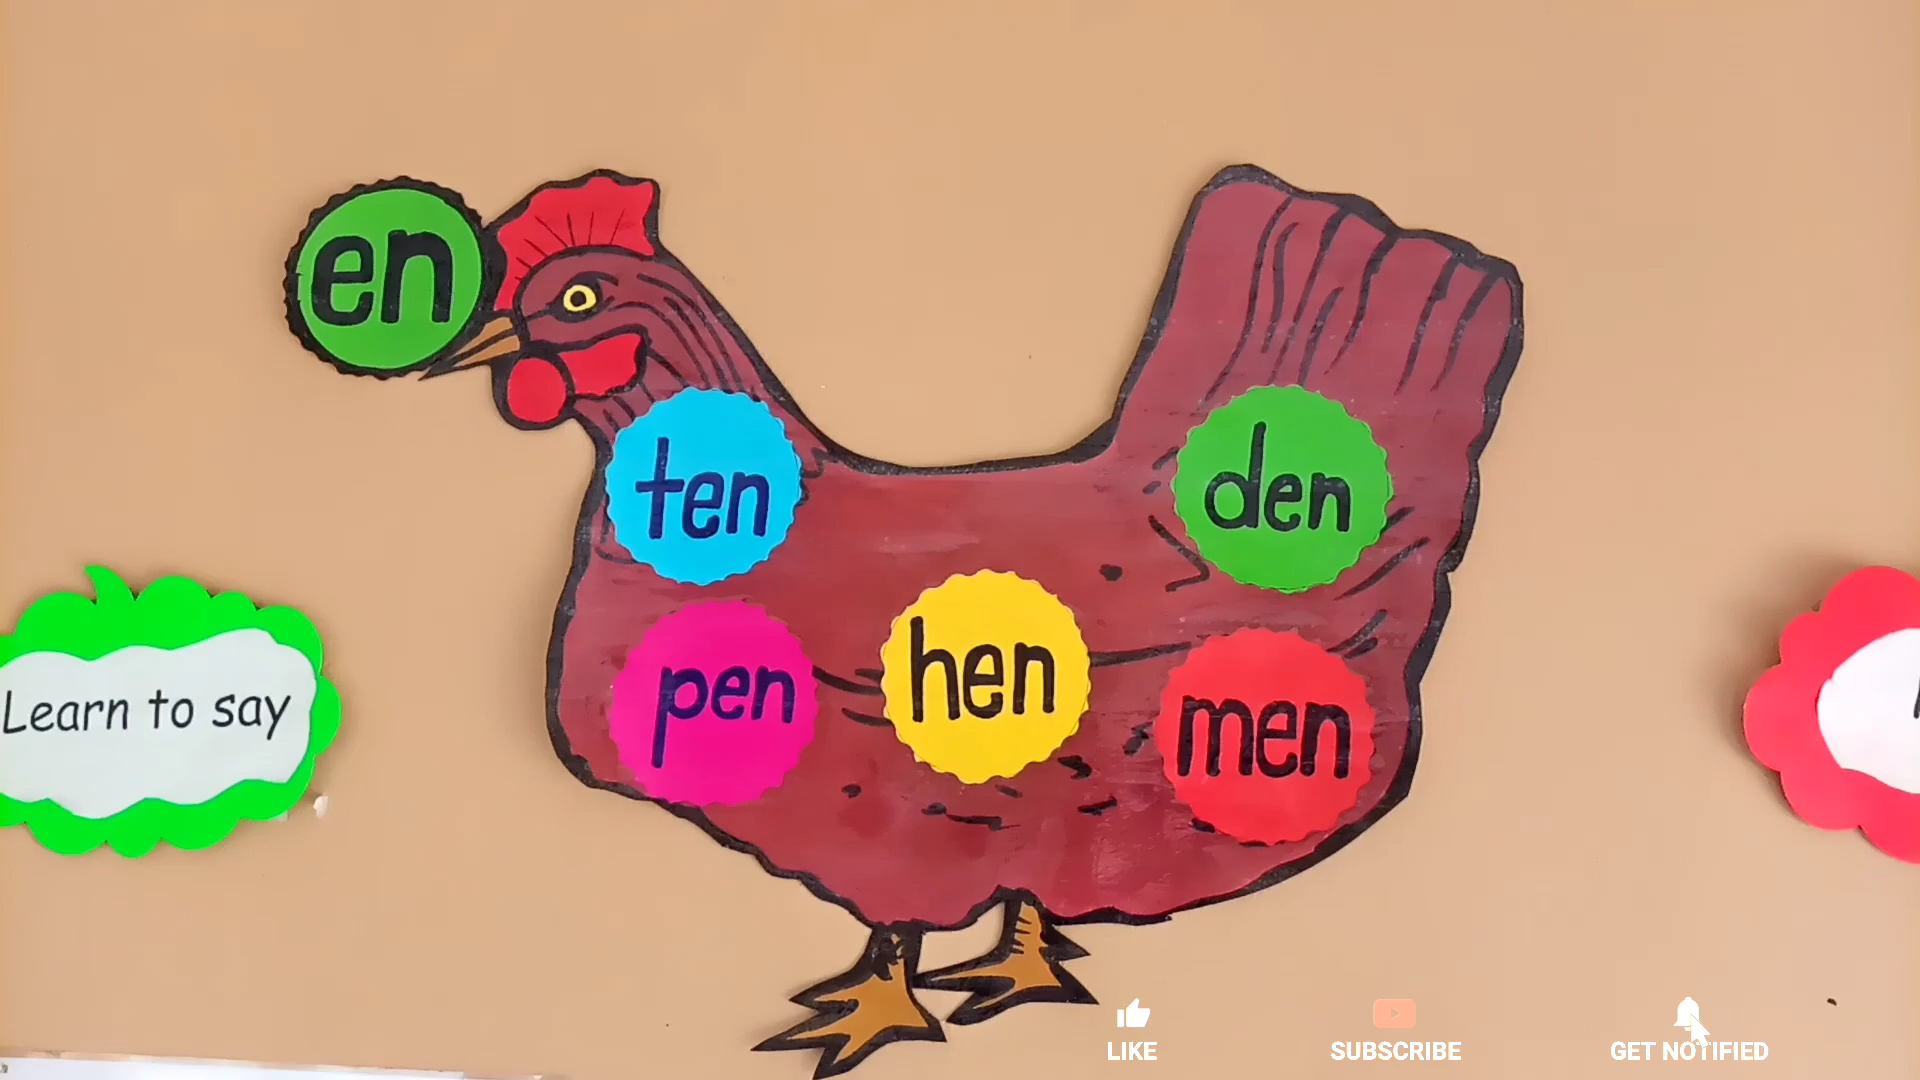 en
ten
den
pen
hen
men
Learn to say
LIKE
SUBSCRIBE
GET NOTIFIED